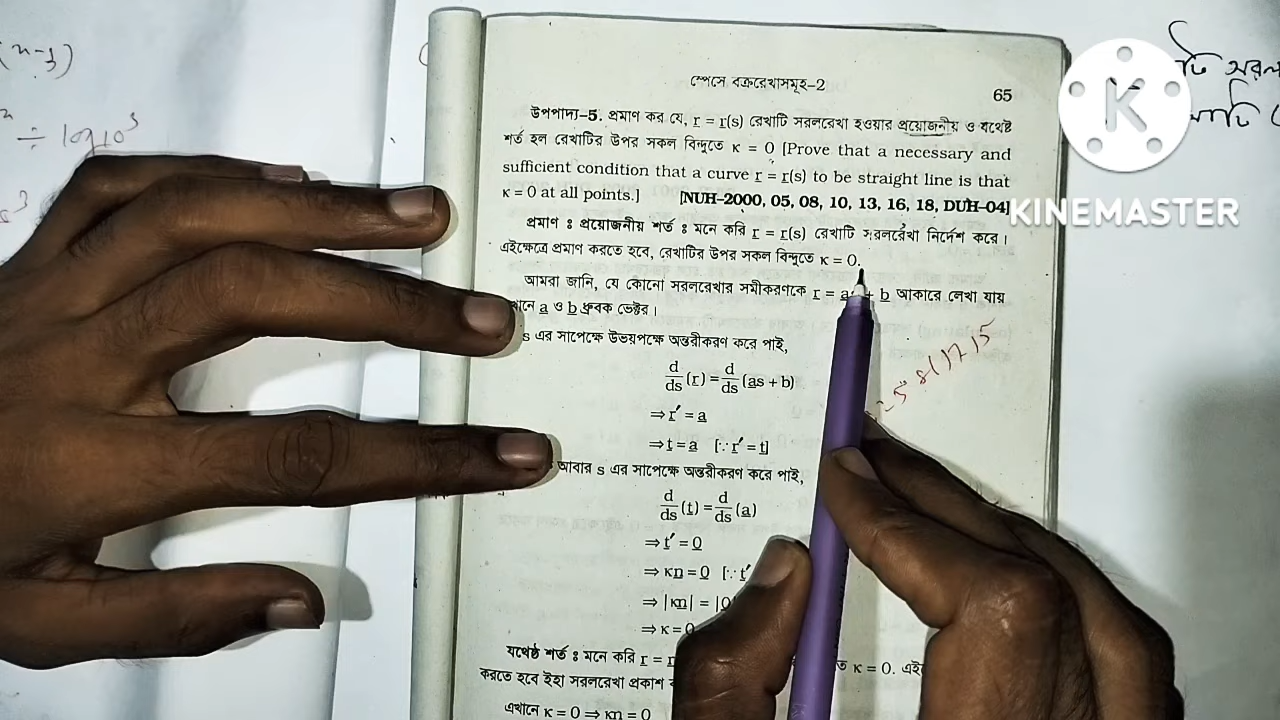 স্পেসে বক্ররেখাসমূহ-2
65
উপপাদ্য-5. প্রমাণ কর যে, r = r(s) রেখাটি সরলরেখা হওয়ার প্রয়োজনীয় ও যথেষ্ট
শর্ত হল রেখাটির উপর সকল বিন্দুতে κ = 0 [Prove that a necessary and
sufficient condition that a curve r = r(s) to be straight line is that
κ = 0 at all points.] [NUH–2000, 05, 08, 10, 13, 16, 18, DUH–04]
প্রমাণ ঃ প্রয়োজনীয় শর্ত ঃ মনে করি r = r(s) রেখাটি সরলরেখা নির্দেশ করে।
এইক্ষেত্রে প্রমাণ করতে হবে, রেখাটির উপর সকল বিন্দুতে κ = 0.
আমরা জানি, যে কোনো সরলরেখার সমীকরণকে r = as + b আকারে লেখা যায়
a ও b ধ্রুবক ভেক্টর।
s এর সাপেক্ষে উভয়পক্ষে অন্তরীকরণ করে পাই,
d/ds (r) = d/ds (as + b)
⇒ r′ = a
⇒ t = a [∵ r′ = t]
আবার s এর সাপেক্ষে অন্তরীকরণ করে পাই,
d/ds (t) = d/ds (a)
⇒ t′ = 0
⇒ κn = 0 [∵ t′
⇒ |κn| = |0
⇒ κ = 0
যথেষ্ঠ শর্ত ঃ মনে করি r = r κ = 0.
করতে হবে ইহা সরলরেখা প্রকাশ
এখানে κ = 0 ⇒ κn = 0
KINEMASTER
÷ log10